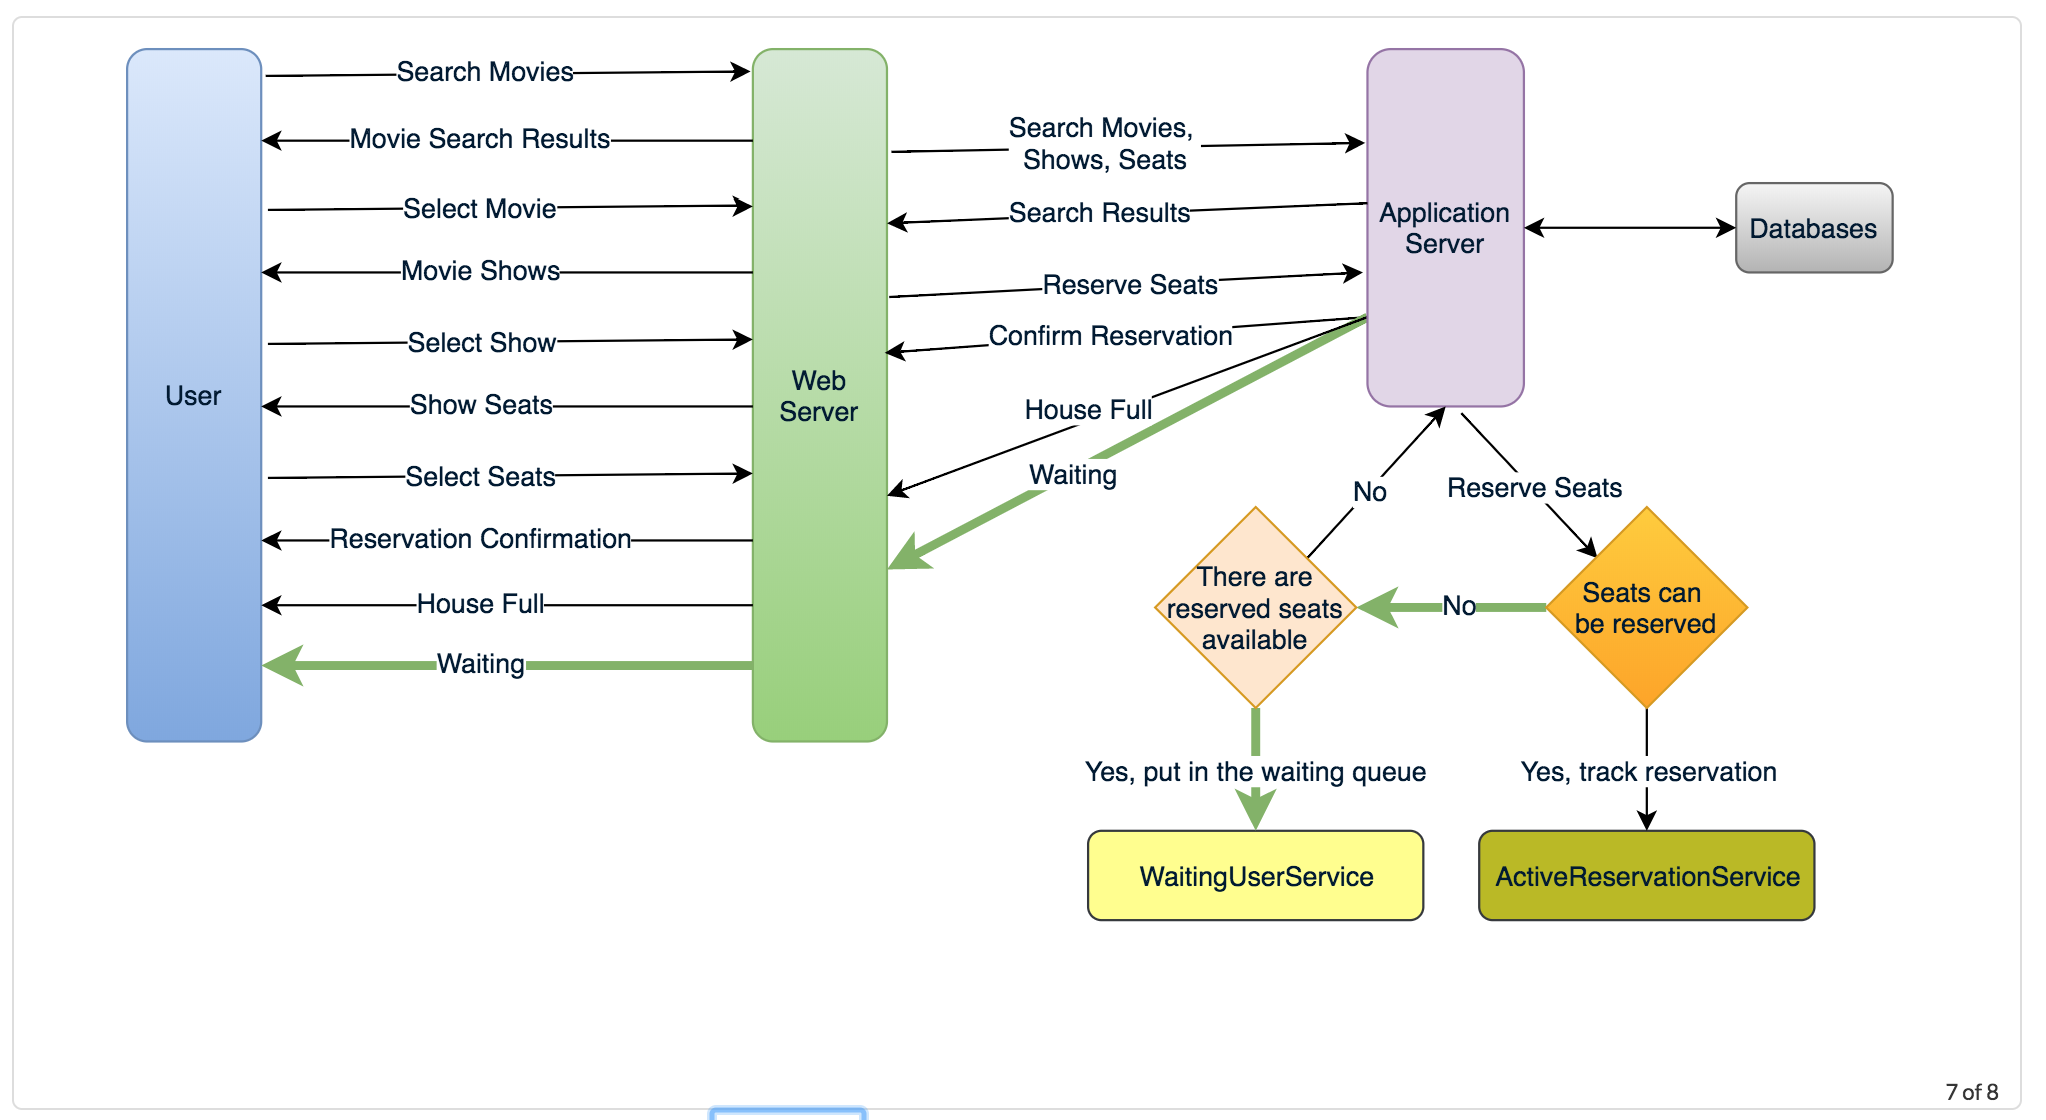 Search Movies
Movie Search Results
Select Movie
Movie Shows
Select Show
Show Seats
Select Seats
Reservation Confirmation
House Full
Waiting
User
Web
Server
Search Movies,
Shows, Seats
Search Results
Reserve Seats
Confirm Reservation
House Full
Waiting
Application
Server
Databases
No
Reserve Seats
There are
reserved seats
available
No
Seats can
be reserved
Yes, put in the waiting queue
Yes, track reservation
WaitingUserService
ActiveReservationService
7 of 8